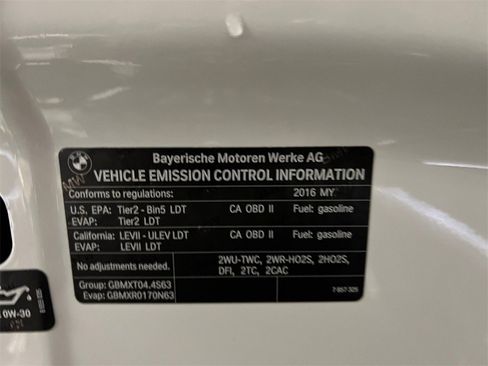 BMW
Bayerische Motoren Werke AG
VEHICLE EMISSION CONTROL INFORMATION
Conforms to regulations: 2016 MY
U.S. EPA: Tier2 - Bin5 LDT CA OBD II Fuel: gasoline
EVAP: Tier2 LDT
California: LEVII - ULEV LDT CA OBD II Fuel: gasoline
EVAP: LEVII LDT
No adjustments needed. 2WU-TWC, 2WR-HO2S, 2HO2S,
DFI, 2TC, 2CAC
Group: GBMXT04.4S63
Evap: GBMXR0170N63
7 857 325
0W-30